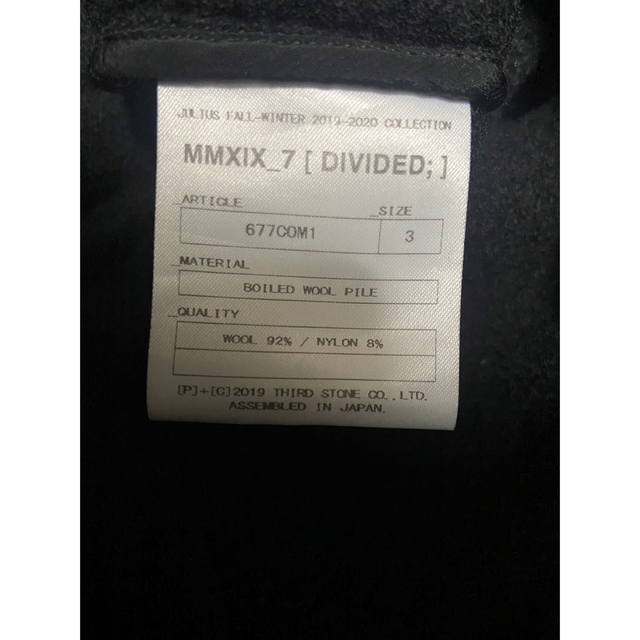 JULIUS FALL-WINTER 2019-2020 COLLECTION
MMXIX_7 [ DIVIDED; ]
_ARTICLE _SIZE
677COM1 3
_MATERIAL
BOILED WOOL PILE
_QUALITY
WOOL 92% / NYLON 8%
[P]+[C]2019 THIRD STONE CO.,LTD.
ASSEMBLED IN JAPAN.